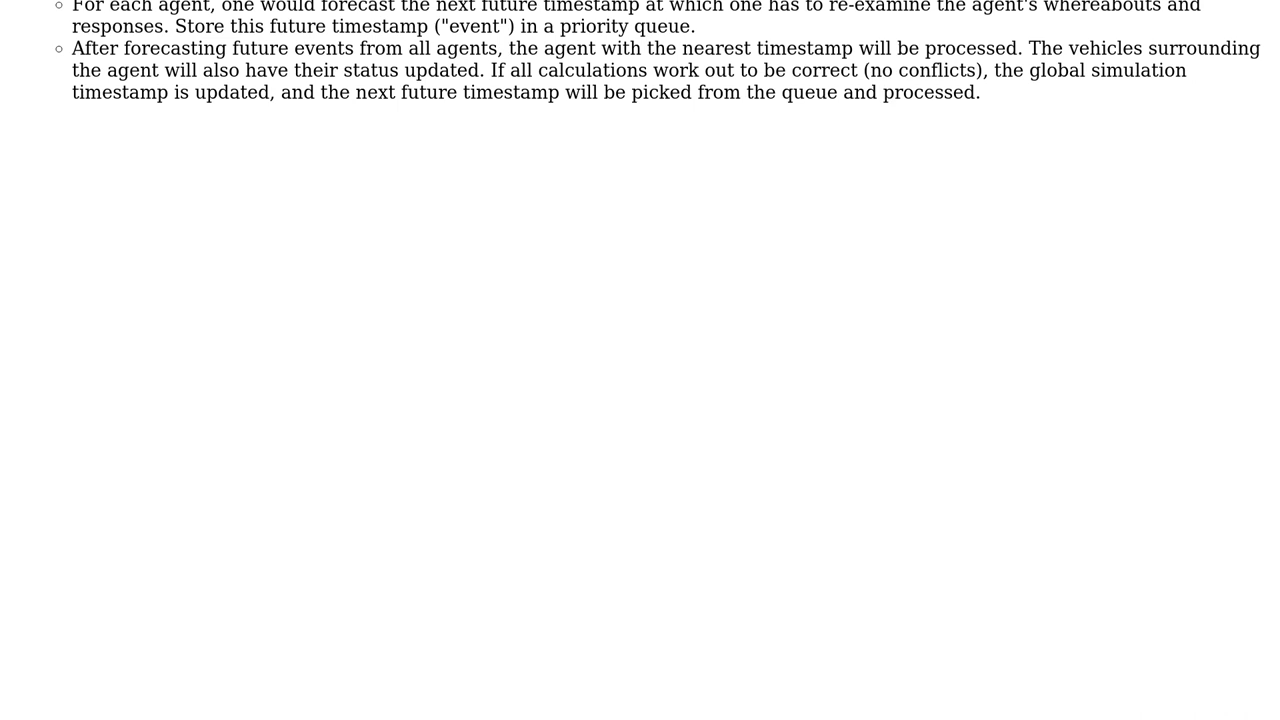 For each agent, one would forecast the next future timestamp at which one has to re-examine the agent's whereabouts and
responses. Store this future timestamp ("event") in a priority queue.
After forecasting future events from all agents, the agent with the nearest timestamp will be processed. The vehicles surrounding
the agent will also have their status updated. If all calculations work out to be correct (no conflicts), the global simulation
timestamp is updated, and the next future timestamp will be picked from the queue and processed.